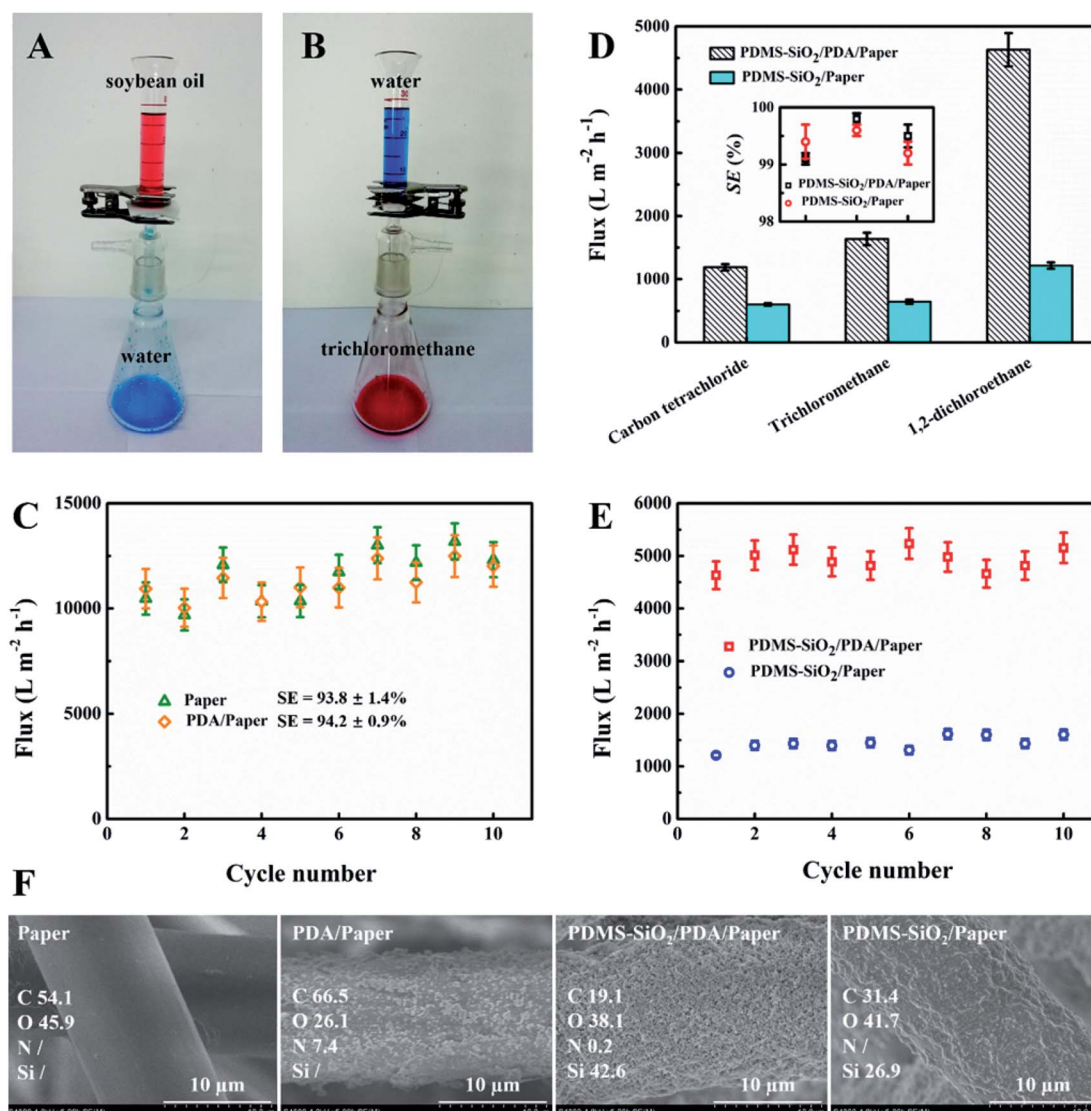 A
soybean oil
water
B
water
30
20
trichloromethane
D
5000
4000
3000
2000
1000
0
Flux (L m⁻² h⁻¹)
PDMS-SiO₂/PDA/Paper
PDMS-SiO₂/Paper
100
99
98
SE (%)
PDMS-SiO₂/PDA/Paper
PDMS-SiO₂/Paper
Carbon tetrachloride
Trichloromethane
1,2-dichloroethane
C
15000
10000
5000
0
Flux (L m⁻² h⁻¹)
Paper SE = 93.8 ± 1.4%
PDA/Paper SE = 94.2 ± 0.9%
0 2 4 6 8 10
Cycle number
E
6000
5000
4000
3000
2000
1000
0
Flux (L m⁻² h⁻¹)
PDMS-SiO₂/PDA/Paper
PDMS-SiO₂/Paper
0 2 4 6 8 10
Cycle number
F
Paper
C 54.1
O 45.9
N /
Si /
10 µm
PDA/Paper
C 66.5
O 26.1
N 7.4
Si /
10 µm
PDMS-SiO₂/PDA/Paper
C 19.1
O 38.1
N 0.2
Si 42.6
10 µm
PDMS-SiO₂/Paper
C 31.4
O 41.7
N /
Si 26.9
10 µm